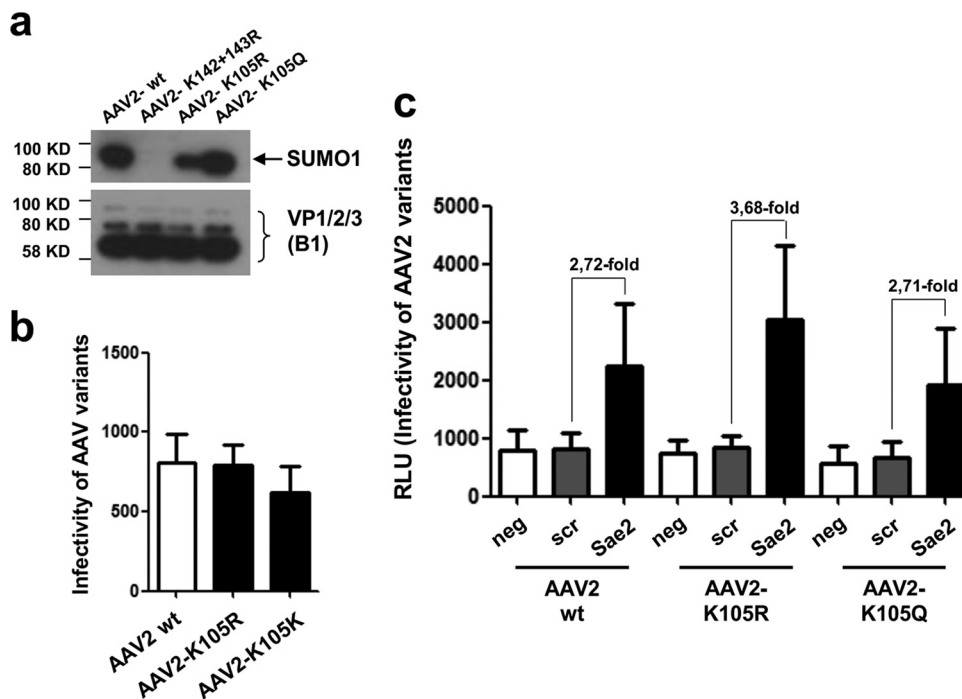 a
AAV2- wt
AAV2- K142+143R
AAV2- K105R
AAV2- K105Q
100 KD
80 KD
SUMO1
100 KD
80 KD
58 KD
VP1/2/3
(B1)
b
Infectivity of AAV variants
1500
1000
500
0
AAV2 wt
AAV2-K105R
AAV2-K105K
c
RLU (Infectivity of AAV2 variants
5000
4000
3000
2000
1000
0
2,72-fold
3,68-fold
2,71-fold
neg
scr
Sae2
neg
scr
Sae2
neg
scr
Sae2
AAV2
wt
AAV2-
K105R
AAV2-
K105Q